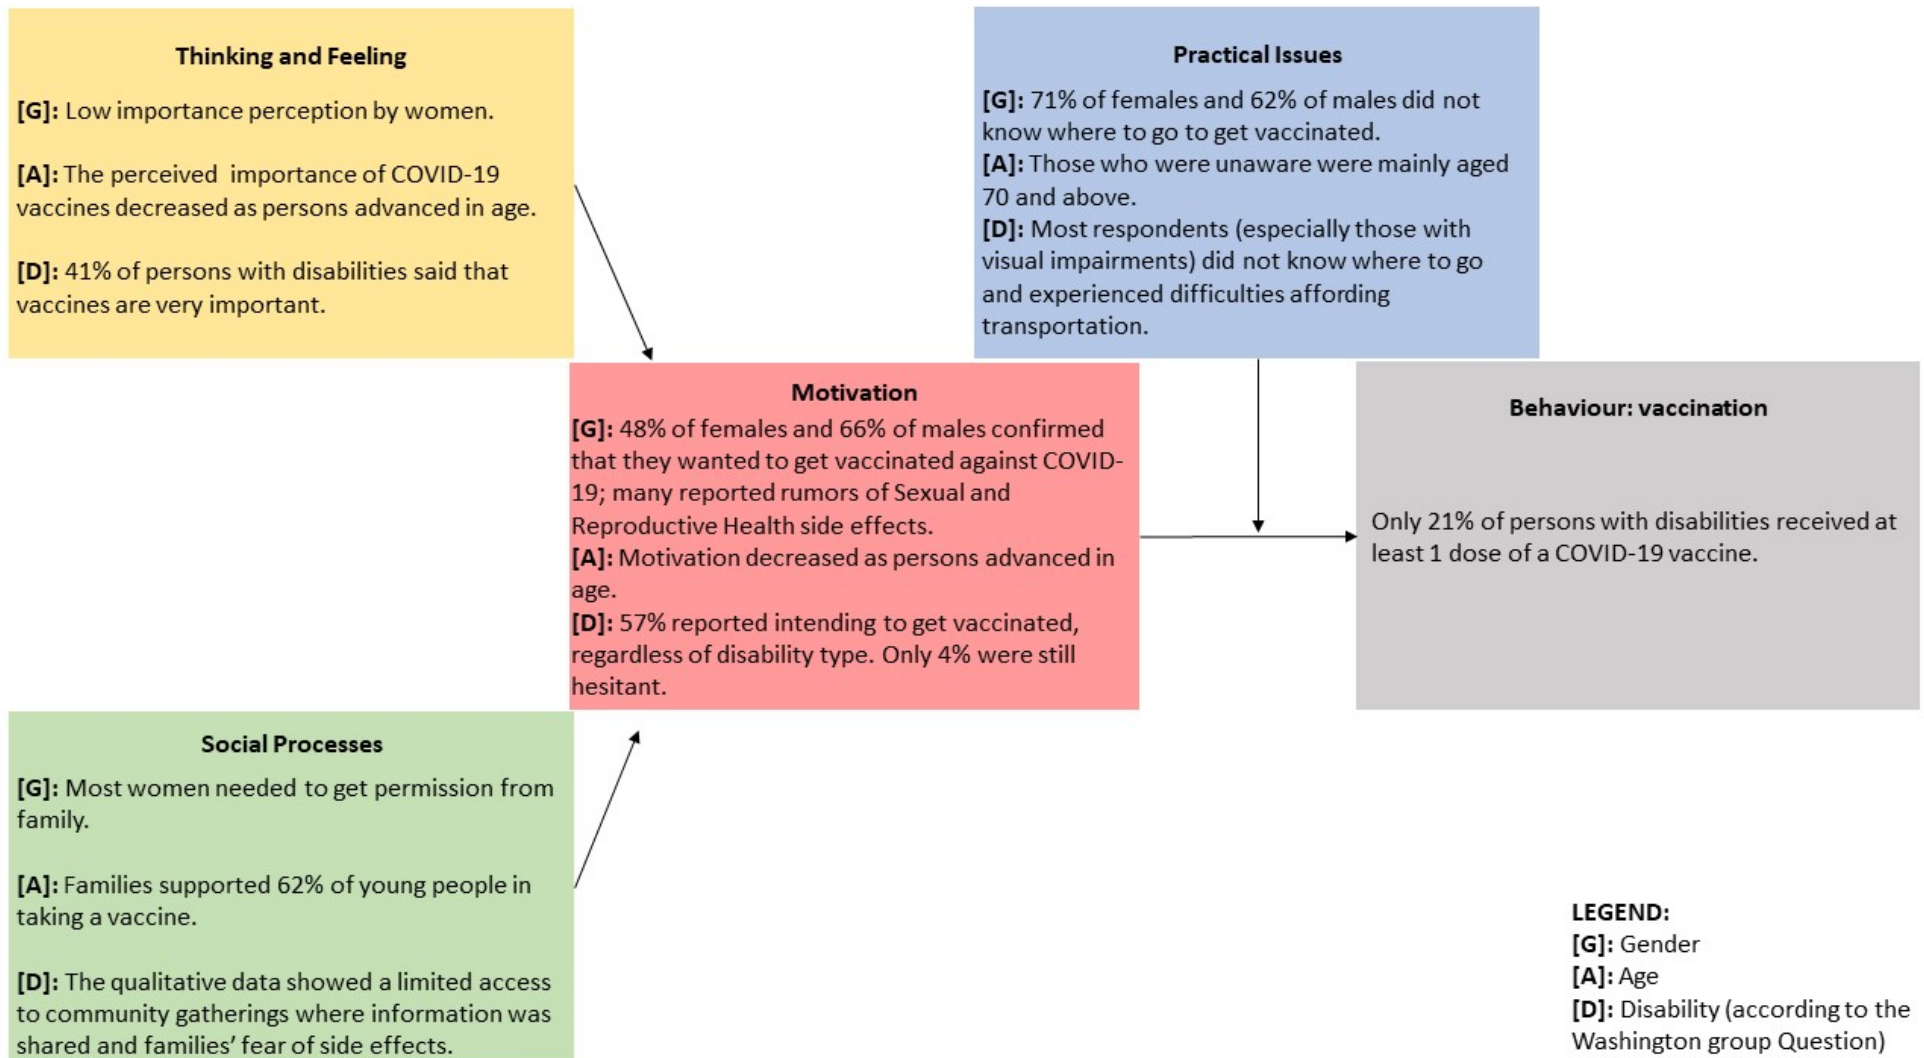 Thinking and Feeling
[G]: Low importance perception by women.
[A]: The perceived importance of COVID-19
vaccines decreased as persons advanced in age.
[D]: 41% of persons with disabilities said that
vaccines are very important.
Practical Issues
[G]: 71% of females and 62% of males did not
know where to go to get vaccinated.
[A]: Those who were unaware were mainly aged
70 and above.
[D]: Most respondents (especially those with
visual impairments) did not know where to go
and experienced difficulties affording
transportation.
Motivation
[G]: 48% of females and 66% of males confirmed
that they wanted to get vaccinated against COVID-
19; many reported rumors of Sexual and
Reproductive Health side effects.
[A]: Motivation decreased as persons advanced in
age.
[D]: 57% reported intending to get vaccinated,
regardless of disability type. Only 4% were still
hesitant.
Behaviour: vaccination
Only 21% of persons with disabilities received at
least 1 dose of a COVID-19 vaccine.
Social Processes
[G]: Most women needed to get permission from
family.
[A]: Families supported 62% of young people in
taking a vaccine.
[D]: The qualitative data showed a limited access
to community gatherings where information was
shared and families’ fear of side effects.
LEGEND:
[G]: Gender
[A]: Age
[D]: Disability (according to the
Washington group Question)